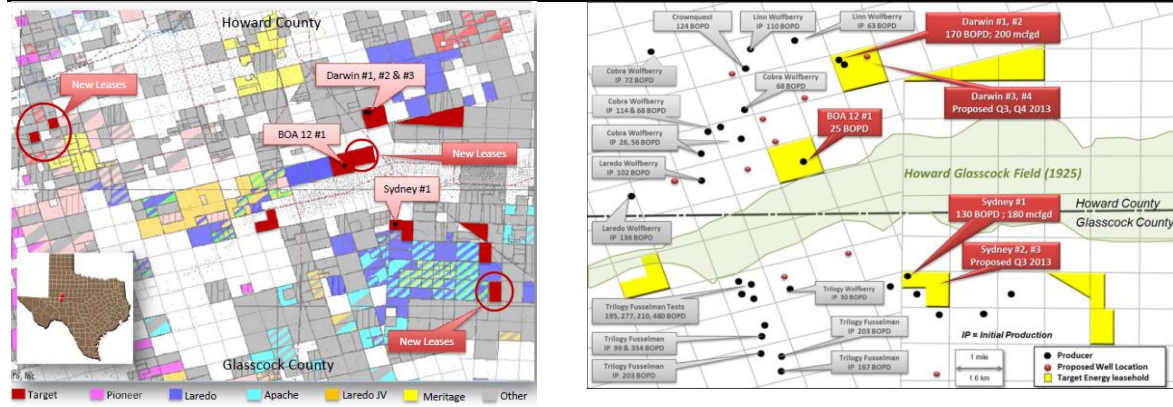 Howard County
New Leases
Darwin #1, #2 & #3
BOA 12 #1
New Leases
Sydney #1
New Leases
Glasscock County
Target
Pioneer
Laredo
Apache
Laredo JV
Meritage
Other
Crownquest
124 BOPD
Linn Wolfberry
IP 110 BOPD
Linn Wolfberry
IP 63 BOPD
Darwin #1, #2
170 BOPD; 200 mcfgd
Cobra Wolfberry
IP 72 BOPD
Cobra Wolfberry
68 BOPD
Cobra Wolfberry
IP 114 & 68 BOPD
Darwin #3, #4
Proposed Q3, Q4 2013
BOA 12 #1
25 BOPD
Cobra Wolfberry
IP 26, 56 BOPD
Laredo Wolfberry
IP 102 BOPD
Howard Glasscock Field (1925)
Howard County
Glasscock County
Sydney #1
130 BOPD ; 180 mcfgd
Laredo Wolfberry
IP 136 BOPD
Sydney #2, #3
Proposed Q3 2013
Trilogy Wolfberry
IP 30 BOPD
Trilogy Fusselman Tests
195, 277, 210, 480 BOPD
Trilogy Fusselman
IP 203 BOPD
Trilogy Fusselman
IP 99 & 354 BOPD
IP = Initial Production
Trilogy Fusselman
IP 203 BOPD
Trilogy Fusselman
IP 167 BOPD
1 mile
1.6 km
Producer
Proposed Well Location
Target Energy leasehold